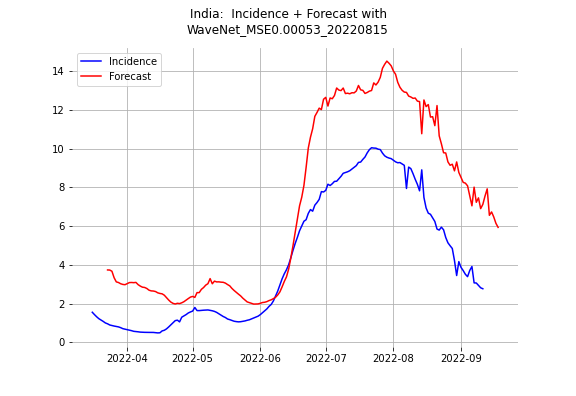 India:  Incidence + Forecast with
WaveNet_MSE0.00053_20220815
Incidence
Forecast
14
12
10
8
6
4
2
0
2022-04 2022-05 2022-06 2022-07 2022-08 2022-09